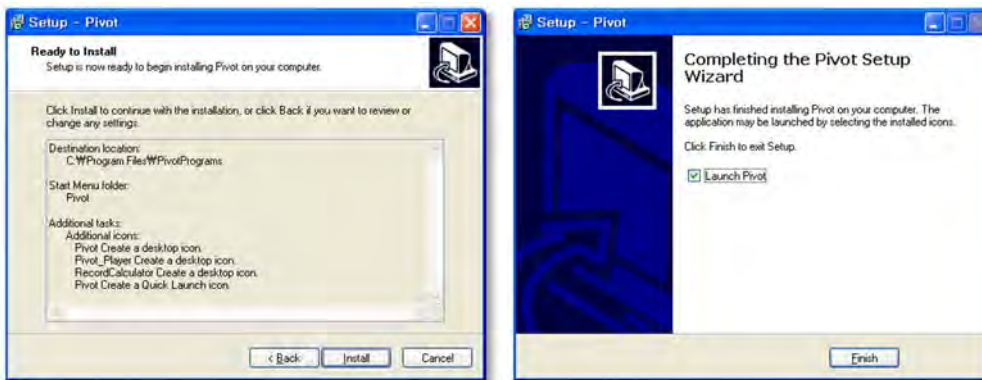 Setup - Pivot
Ready to Install
Setup is now ready to begin installing Pivot on your computer.
Click Install to continue with the installation, or click Back if you want to review or
change any settings.
Destination location:
C:₩Program Files₩PivotPrograms
Start Menu folder:
Pivot
Additional tasks:
Additional icons:
Pivot Create a desktop icon.
Pivot_Player Create a desktop icon.
RecordCalculator Create a desktop icon.
Pivot Create a Quick Launch icon.
< Back
Install
Cancel
Setup - Pivot
Completing the Pivot Setup
Wizard
Setup has finished installing Pivot on your computer. The
application may be launched by selecting the installed icons.
Click Finish to exit Setup.
Launch Pivot
Finish